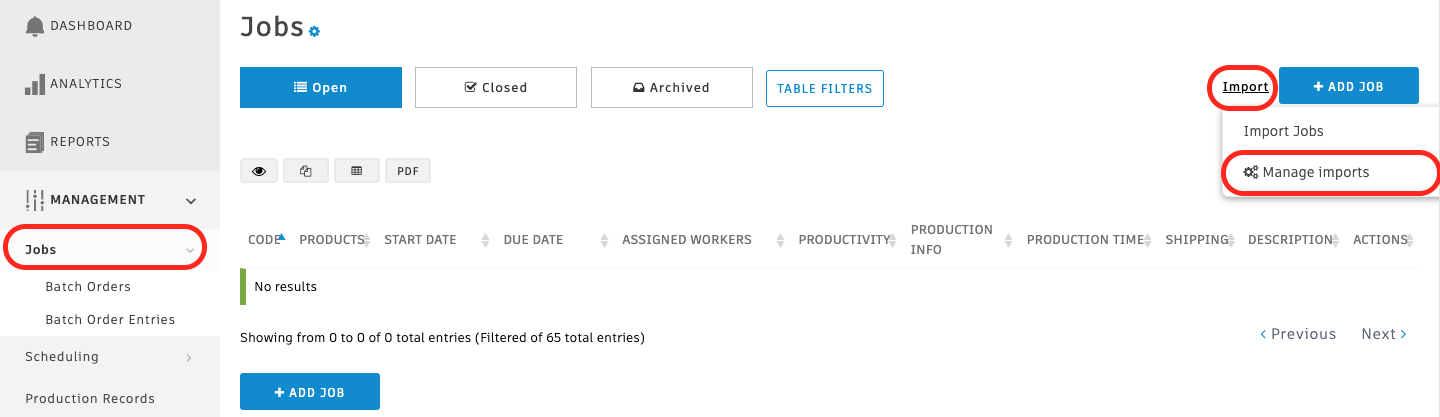 DASHBOARD
ANALYTICS
REPORTS
MANAGEMENT
Jobs
Batch Orders
Batch Order Entries
Scheduling
Production Records
Jobs
Open
Closed
Archived
TABLE FILTERS
Import
+ ADD JOB
Import Jobs
Manage imports
PDF
CODE PRODUCTS START DATE DUE DATE ASSIGNED WORKERS PRODUCTIVITY PRODUCTION INFO PRODUCTION TIME SHIPPING DESCRIPTION ACTIONS
No results
Showing from 0 to 0 of 0 total entries (Filtered of 65 total entries)
< Previous Next >
+ ADD JOB